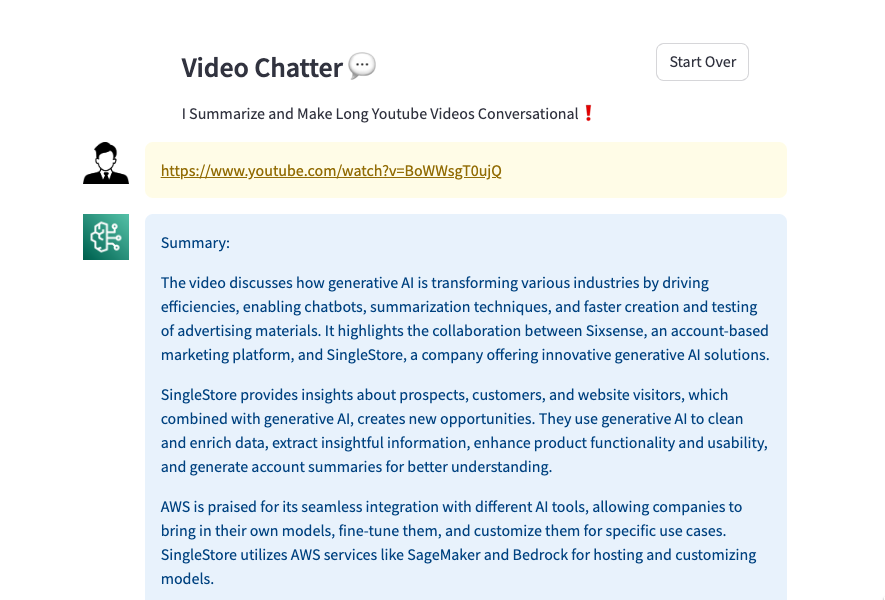 Video Chatter 💬
Start Over
I Summarize and Make Long Youtube Videos Conversational❗
https://www.youtube.com/watch?v=BoWWsgT0ujQ
Summary:
The video discusses how generative AI is transforming various industries by driving
efficiencies, enabling chatbots, summarization techniques, and faster creation and testing
of advertising materials. It highlights the collaboration between Sixsense, an account-based
marketing platform, and SingleStore, a company offering innovative generative AI solutions.
SingleStore provides insights about prospects, customers, and website visitors, which
combined with generative AI, creates new opportunities. They use generative AI to clean
and enrich data, extract insightful information, enhance product functionality and usability,
and generate account summaries for better understanding.
AWS is praised for its seamless integration with different AI tools, allowing companies to
bring in their own models, fine-tune them, and customize them for specific use cases.
SingleStore utilizes AWS services like SageMaker and Bedrock for hosting and customizing
models.